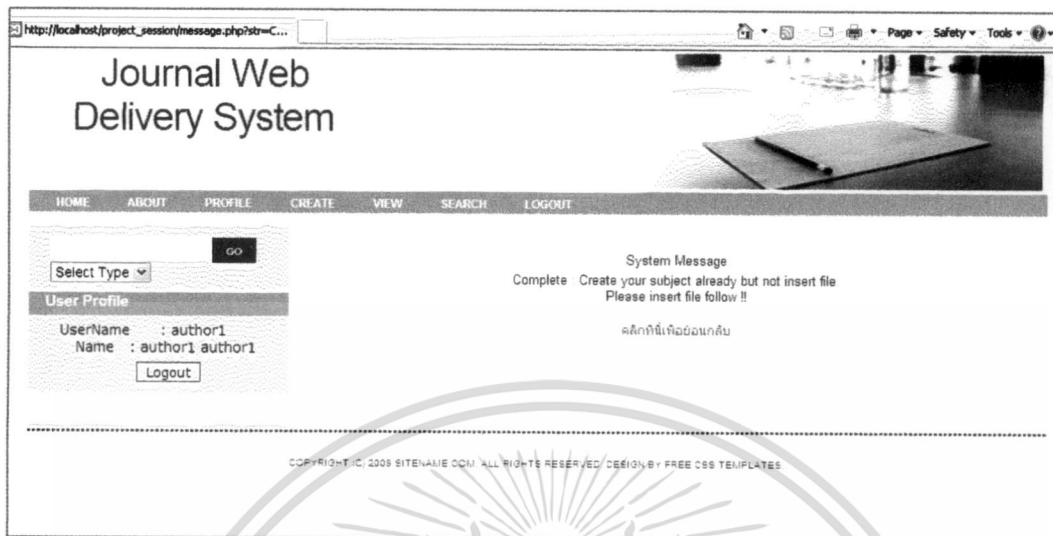 http://localhost/project_session/message.php?str=C...
Page Safety Tools
Journal Web
Delivery System
HOME ABOUT PROFILE CREATE VIEW SEARCH LOGOUT
GO
Select Type
System Message
Complete Create your subject already but not insert file
Please insert file follow !!
คลิกที่นี่เพื่อย้อนกลับ
User Profile
UserName : author1
Name : author1 author1
Logout
COPYRIGHT (C) 2009 SITENAME.COM. ALL RIGHTS RESERVED. DESIGN BY FREE CSS TEMPLATES